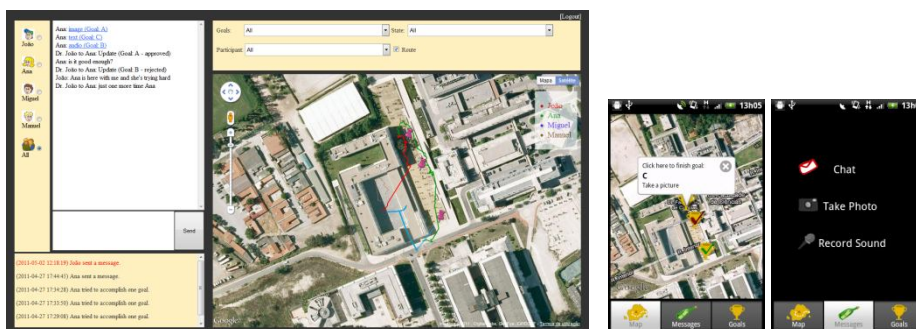 [Logout]
João
Ana
Miguel
Manuel
All
Ana: image (Goal: A)
Ana: text (Goal: C)
Ana: audio (Goal: B)
Dr. João to Ana: Update (Goal: A - approved)
Ana: is it good enough?
Dr. João to Ana: Update (Goal: B - rejected)
João: Ana is here with me and she's trying hard
Dr. João to Ana: just one more time Ana
Send
(2011-05-02 12:18:19) João sent a message.
(2011-04-27 17:44:45) Ana sent a message.
(2011-04-27 17:34:28) Ana tried to accomplish one goal.
(2011-04-27 17:33:50) Ana tried to accomplish one goal.
(2011-04-27 17:29:08) Ana tried to accomplish one goal.
Goals: All State: All
Participant: All Route
Maps Satellite
João
Ana
Miguel
Manuel
Google
13h05
Click here to finish goal:
C
Take a picture
Map Messages Goals
13h0
Chat
Take Photo
Record Sound
Map Messages Goals